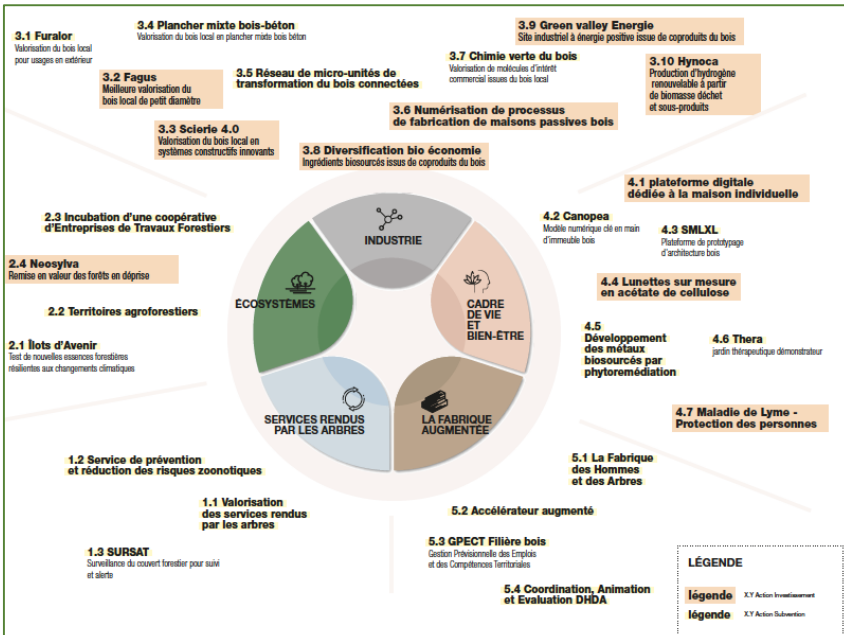 3.1 Furalor
Valorisation du bois local
pour usages en extérieur
3.4 Plancher mixte bois-béton
Valorisation du bois local en plancher mixte bois béton
3.9 Green valley Energie
Site industriel à énergie positive issue de coproduits du bois
3.2 Fagus
Meilleure valorisation du
bois local de petit diamètre
3.5 Réseau de micro-unités de
transformation du bois connectées
3.7 Chimie verte du bois
Valorisation de molécules d'intérêt
commercial issues du bois local
3.10 Hynoca
Production d'hydrogène
renouvelable à partir
de biomasse déchet
et sous-produits
3.3 Scierie 4.0
Valorisation du bois local en
systèmes constructifs innovants
3.6 Numérisation de processus
de fabrication de maisons passives bois
3.8 Diversification bio économie
Ingrédients biosourcés issus de coproduits du bois
4.1 plateforme digitale
dédiée à la maison individuelle
2.3 Incubation d'une coopérative
d'Entreprises de Travaux Forestiers
4.2 Canopea
Modèle numérique clé en main
d'immeuble bois
4.3 SMLXL
Plateforme de prototypage
d'architecture bois
INDUSTRIE
2.4 Neosylva
Remise en valeur des forêts en déprise
4.4 Lunettes sur mesure
en acétate de cellulose
ÉCOSYSTÈMES
CADRE
DE VIE
ET
BIEN-ÊTRE
2.2 Territoires agroforestiers
4.5
Développement
des métaux
biosourcés par
phytoremédiation
4.6 Thera
jardin thérapeutique démonstrateur
2.1 Îlots d'Avenir
Test de nouvelles essences forestières
résilientes aux changements climatiques
SERVICES RENDUS
PAR LES ARBRES
LA FABRIQUE
AUGMENTÉE
4.7 Maladie de Lyme -
Protection des personnes
1.2 Service de prévention
et réduction des risques zoonotiques
5.1 La Fabrique
des Hommes
et des Arbres
1.1 Valorisation
des services rendus
par les arbres
5.2 Accélérateur augmenté
1.3 SURSAT
Surveillance du couvert forestier pour suivi
et alerte
5.3 GPECT Filière bois
Gestion Prévisionnelle des Emplois
et des Compétences Territoriales
5.4 Coordination, Animation
et Evaluation DHDA
LÉGENDE
légende X.Y Action Investissement
légende X.Y Action Subvention